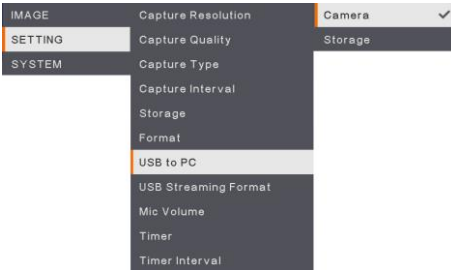 IMAGE
SETTING
SYSTEM
Capture Resolution
Capture Quality
Capture Type
Capture Interval
Storage
Format
USB to PC
USB Streaming Format
Mic Volume
Timer
Timer Interval
Camera ✓
Storage